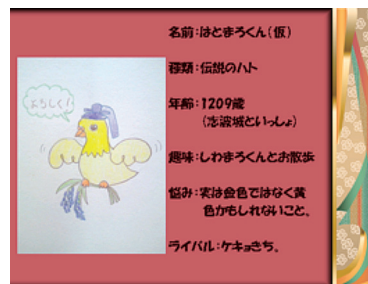 名前：はとまろくん（仮）
よろしく！
種類：伝説のハト
年齢：1209歳
（志波城といっしょ）
趣味：しわまろくんとお散歩
悩み：実は金色ではなく黄
色かもしれないこと。
ライバル：ケキョきち。